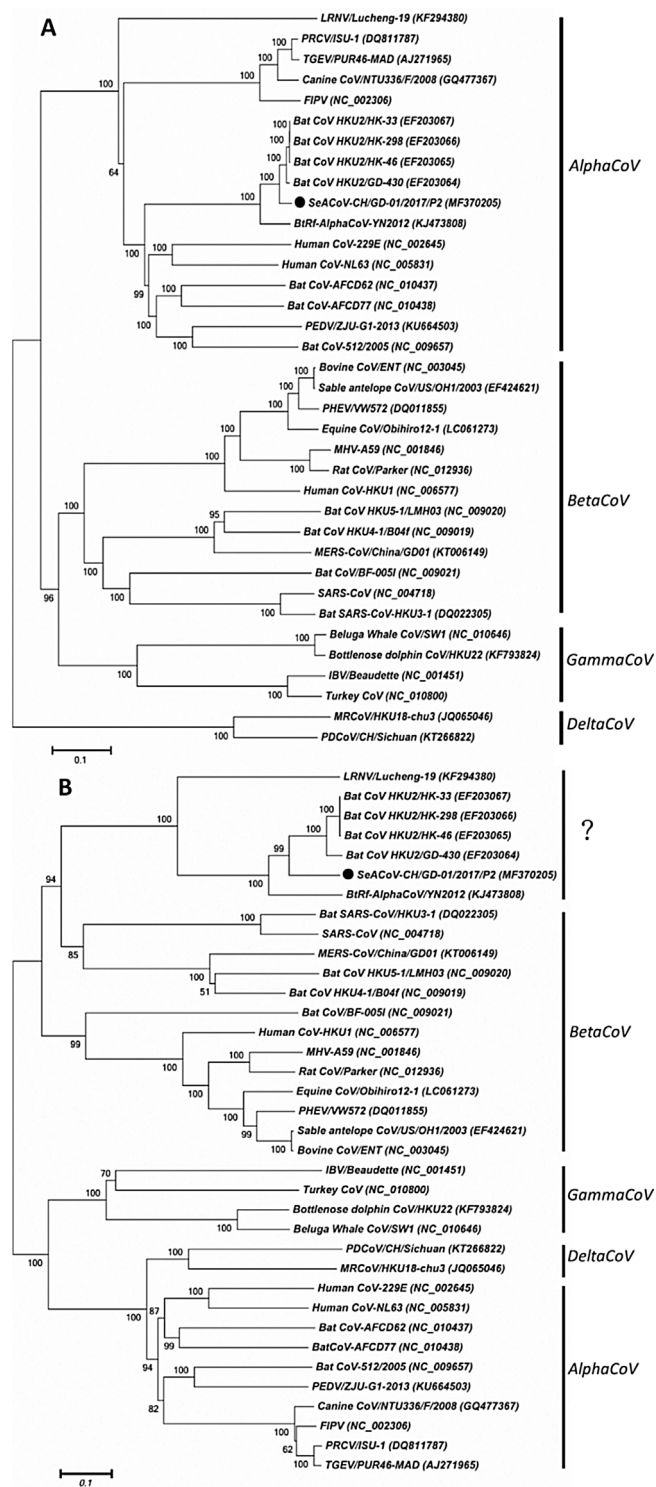 A
LRNV/Lucheng-19 (KF294380)
PRCV/ISU-1 (DQ811787)
100
TGEV/PUR46-MAD (AJ271965)
100
100
100
Canine CoV/NTU336/F/2008 (GQ477367)
FIPV (NC_002306)
100
Bat CoV HKU2/HK-33 (EF203067)
100
Bat CoV HKU2/HK-298 (EF203066)
100
Bat CoV HKU2/HK-46 (EF203065)
AlphaCoV
64
Bat CoV HKU2/GD-430 (EF203064)
100
SeACoV-CH/GD-01/2017/P2 (MF370205)
BtRf-AlphaCoV-YN2012 (KJ473808)
100
100
Human CoV-229E (NC_002645)
Human CoV-NL63 (NC_005831)
99
100
Bat CoV-AFCD62 (NC_010437)
Bat CoV-AFCD77 (NC_010438)
100
PEDV/ZJU-G1-2013 (KU664503)
100
Bat CoV-512/2005 (NC_009657)
Bovine CoV/ENT (NC_003045)
100
Sable antelope CoV/US/OH1/2003 (EF424621)
100
PHEV/VW572 (DQ011855)
100
Equine CoV/Obihiro12-1 (LC061273)
100
MHV-A59 (NC_001846)
100
100
Rat CoV/Parker (NC_012936)
Human CoV-HKU1 (NC_006577)
BetaCoV
100
95
Bat CoV HKU5-1/LMH03 (NC_009020)
100
Bat CoV HKU4-1/B04f (NC_009019)
MERS-CoV/China/GD01 (KT006149)
100
Bat CoV/BF-005I (NC_009021)
96
100
SARS-CoV (NC_004718)
100
Bat SARS-CoV-HKU3-1 (DQ022305)
100
Beluga Whale CoV/SW1 (NC_010646)
Bottlenose dolphin CoV/HKU22 (KF793824)
GammaCoV
100
IBV/Beaudette (NC_001451)
100
Turkey CoV (NC_010800)
MRCoV/HKU18-chu3 (JQ065046)
DeltaCoV
100
PDCoV/CH/Sichuan (KT266822)
0.1
B
LRNV/Lucheng-19 (KF294380)
Bat CoV HKU2/HK-33 (EF203067)
100
Bat CoV HKU2/HK-298 (EF203066)
100
?
100
Bat CoV HKU2/HK-46 (EF203065)
99
Bat CoV HKU2/GD-430 (EF203064)
94
SeACoV-CH/GD-01/2017/P2 (MF370205)
100
BtRf-AlphaCoV/YN2012 (KJ473808)
100
Bat SARS-CoV/HKU3-1 (DQ022305)
SARS-CoV (NC_004718)
85
MERS-CoV/China/GD01 (KT006149)
100
Bat CoV HKU5-1/LMH03 (NC_009020)
51
Bat CoV HKU4-1/B04f (NC_009019)
Bat CoV/BF-005I (NC_009021)
BetaCoV
99
Human CoV-HKU1 (NC_006577)
100
MHV-A59 (NC_001846)
100
Rat CoV/Parker (NC_012936)
100
Equine CoV/Obihiro12-1 (LC061273)
100
PHEV/VW572 (DQ011855)
99
Sable antelope CoV/US/OH1/2003 (EF424621)
100
Bovine CoV/ENT (NC_003045)
70
IBV/Beaudette (NC_001451)
100
Turkey CoV (NC_010800)
GammaCoV
Bottlenose dolphin CoV/HKU22 (KF793824)
100
Beluga Whale CoV/SW1 (NC_010646)
100
PDCoV/CH/Sichuan (KT266822)
100
DeltaCoV
MRCoV/HKU18-chu3 (JQ065046)
100
87
100
Human CoV-229E (NC_002645)
Human CoV-NL63 (NC_005831)
Bat CoV-AFCD62 (NC_010437)
99
BatCoV-AFCD77 (NC_010438)
94
100
Bat CoV-512/2005 (NC_009657)
AlphaCoV
PEDV/ZJU-G1-2013 (KU664503)
82
Canine CoV/NTU336/F/2008 (GQ477367)
100
FIPV (NC_002306)
62
PRCV/ISU-1 (DQ811787)
100
TGEV/PUR46-MAD (AJ271965)
0.1